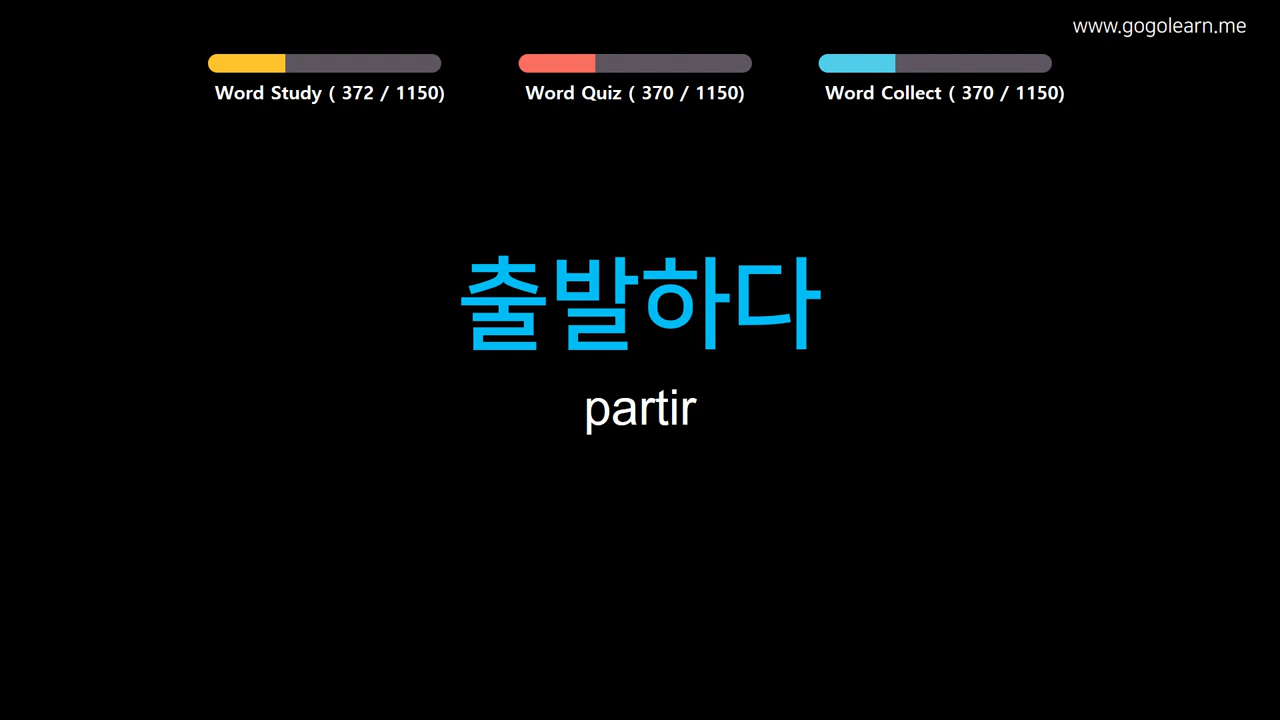 www.gogolearn.me
Word Study ( 372 / 1150)
Word Quiz ( 370 / 1150)
Word Collect ( 370 / 1150)
출발하다
partir